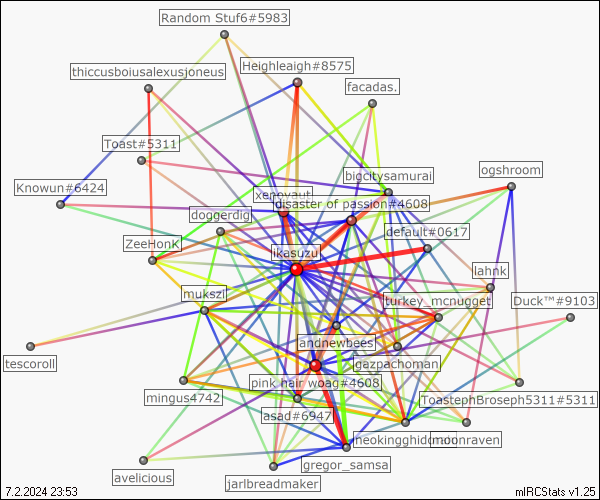 Random Stuf6#5983
Heighleaigh#8575
thiccusboiusalexusjoneus
facadas.
Toast#5311
bigcitysamurai
ogshroom
Knowun#6424
xenovaut
disaster of passion#4608
doggerdig
default#0617
ZeeHonK
ikasuzu
lahnk
mukszi
turkey_mcnugget
Duck™#9103
andnewbees
tescoroll
gazpachoman
pink hair woag#4608
mingus4742
ToastephBroseph5311#5311
asad#6947
neokingghidorah
moonraven
gregor_samsa
avelicious
jarlbreadmaker
7.2.2024 23:53
mIRCStats v1.25